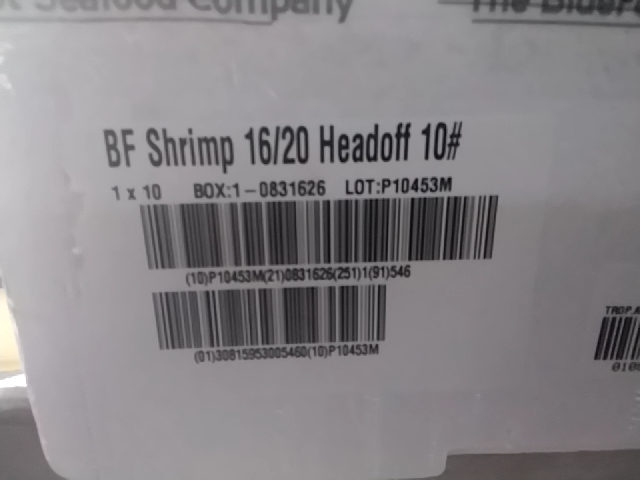 Seafood Company
The
BF Shrimp 16/20 Headoff 10#
1 x 10 BOX:1-0831626 LOT:P10453M
(10)P10453M(21)0831626(251)1(91)546
(01)30815953005460(10)P10453M